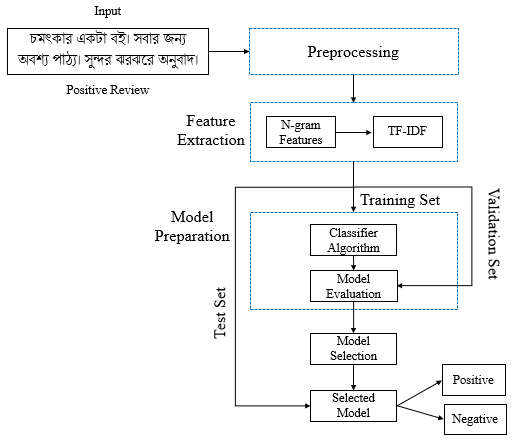 Input
চমৎকার একটা বই। সবার জন্য
অবশ্য পাঠ্য। সুন্দর ঝরঝরে অনুবাদ।
Positive Review
Preprocessing
Feature
Extraction
N-gram
Features
TF-IDF
Training Set
Model
Preparation
Validation Set
Classifier
Algorithm
Model
Evaluation
Test Set
Model
Selection
Selected
Model
Positive
Negative